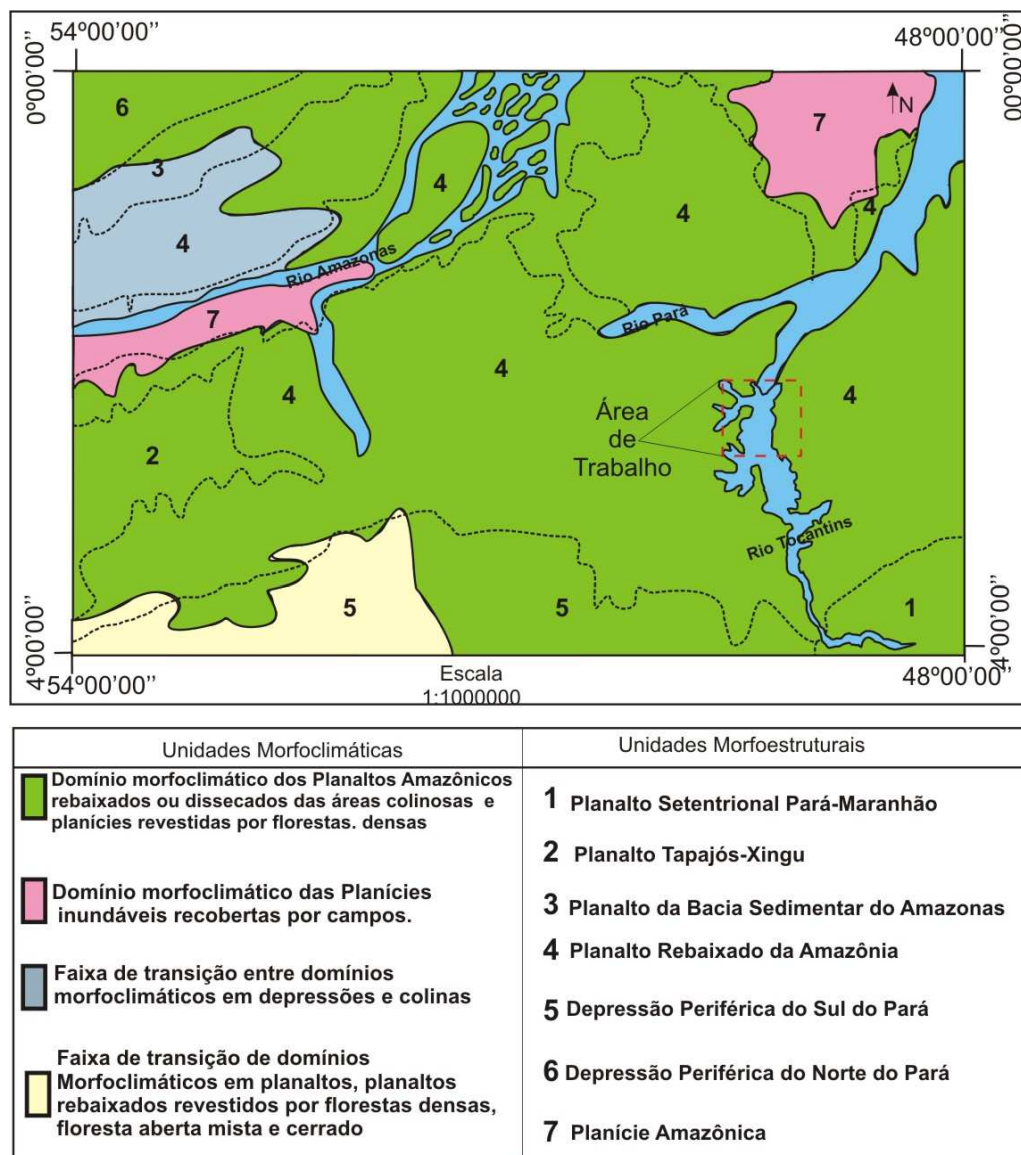 54º00'00''
48º00'00''
0º00'00''
00º00'00''
6
3
7
N
4
4
4
4
Rio Amazonas
7
Rio Pará
4
4
4
2
Área
de
Trabalho
Rio Tocantins
5
5
1
4º00'00''
4º00'00''
54º00'00''
Escala
1:1000000
48º00'00''
Unidades Morfoclimáticas
Domínio morfoclimático dos Planaltos Amazônicos
rebaixados ou dissecados das áreas colinosas e
planícies revestidas por florestas. densas
Domínio morfoclimático das Planícies
inundáveis recobertas por campos.
Faixa de transição entre domínios
morfoclimáticos em depressões e colinas
Faixa de transição de domínios
Morfoclimáticos em planaltos, planaltos
rebaixados revestidos por florestas densas,
floresta aberta mista e cerrado
Unidades Morfoestruturais
1 Planalto Setentrional Pará-Maranhão
2 Planalto Tapajós-Xingu
3 Planalto da Bacia Sedimentar do Amazonas
4 Planalto Rebaixado da Amazônia
5 Depressão Periférica do Sul do Pará
6 Depressão Periférica do Norte do Pará
7 Planície Amazônica